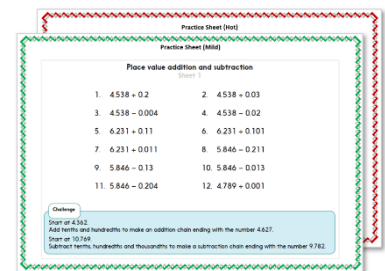 Practice Sheet (Hot)
Practice Sheet (Mild)
Place value addition and subtraction
Sheet 1
1. 4.538 + 0.2 2. 4.538 + 0.03
3. 4.538 – 0.004 4. 4.538 – 0.02
5. 6.231 + 0.11 6. 6.231 + 0.101
7. 6.231 + 0.011 8. 5.846 – 0.211
9. 5.846 – 0.13 10. 5.846 – 0.013
11. 5.846 – 0.204 12. 4.789 + 0.001
Challenge
Start at 4.362.
Add tenths and hundredths to make an addition chain ending with the number 4.627.
Start at 10.769.
Subtract tenths, hundredths and thousandths to make a subtraction chain ending with the number 9.782.